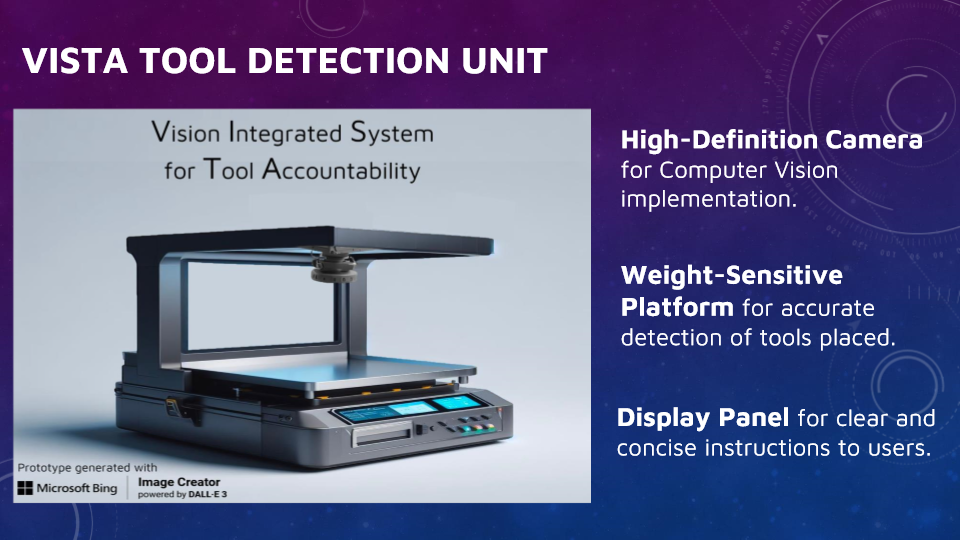 VISTA TOOL DETECTION UNIT
Vision Integrated System
for Tool Accountability
Prototype generated with
Microsoft Bing
Image Creator
powered by DALL·E 3
High-Definition Camera
for Computer Vision
implementation.
Weight-Sensitive
Platform for accurate
detection of tools placed.
Display Panel for clear and
concise instructions to users.